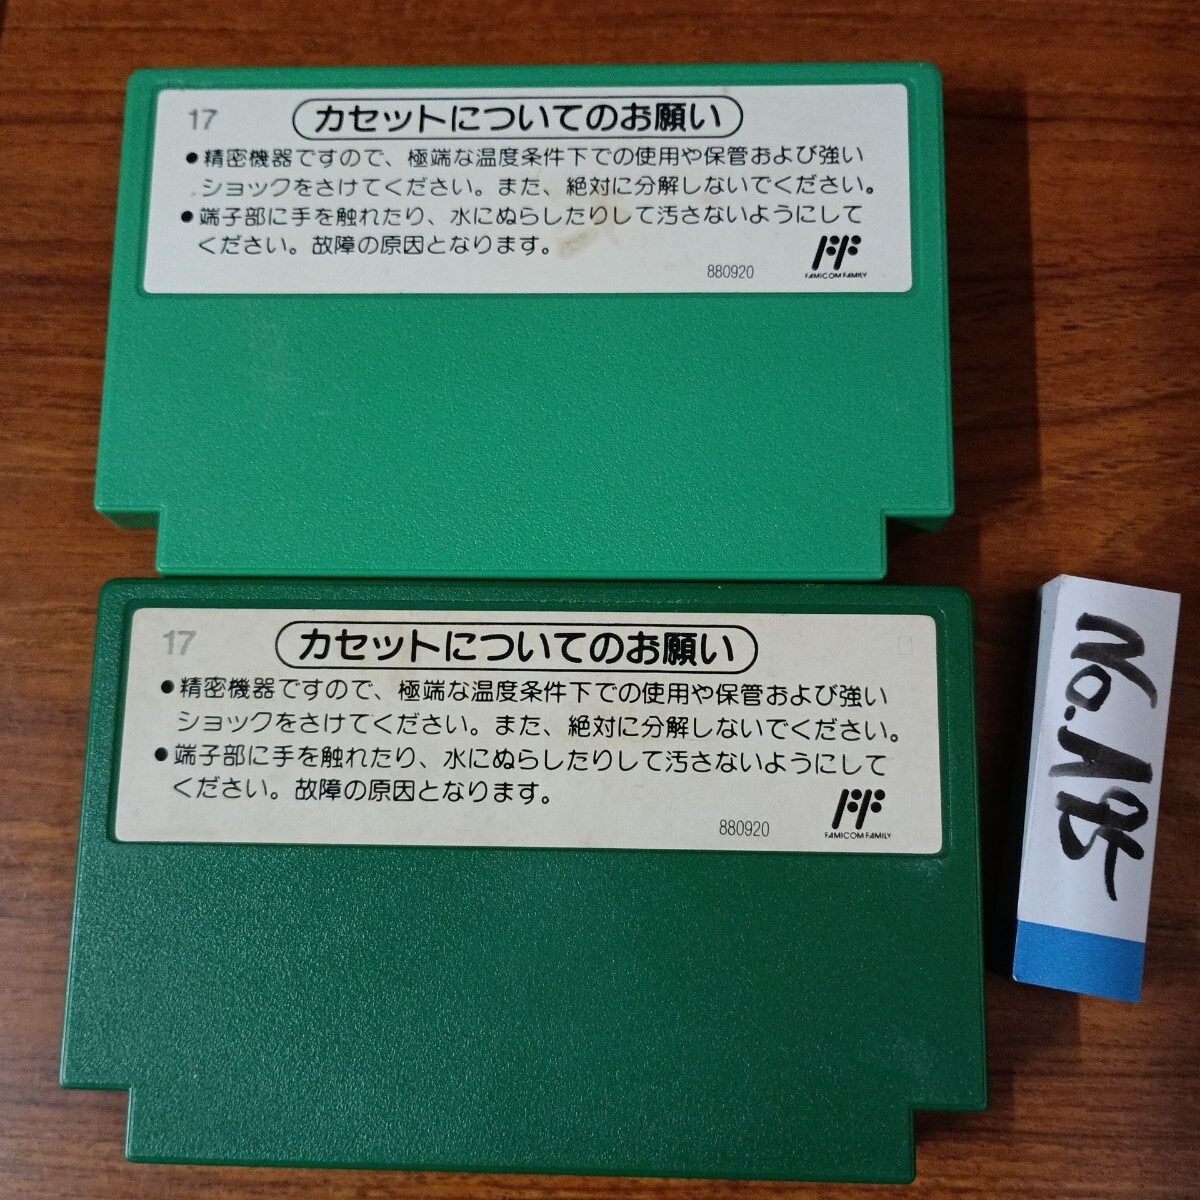 17
カセットについてのお願い
●精密機器ですので、極端な温度条件下での使用や保管および強い
ショックをさけてください。また、絶対に分解しないでください。
●端子部に手を触れたり、水にぬらしたりして汚さないようにして
ください。故障の原因となります。
880920
FAMICOM FAMILY
17
カセットについてのお願い
B
●精密機器ですので、極端な温度条件下での使用や保管および強い
ショックをさけてください。また、絶対に分解しないでください。
●端子部に手を触れたり、水にぬらしたりして汚さないようにして
ください。故障の原因となります。
880920
FAMICOM FAMILY
No.